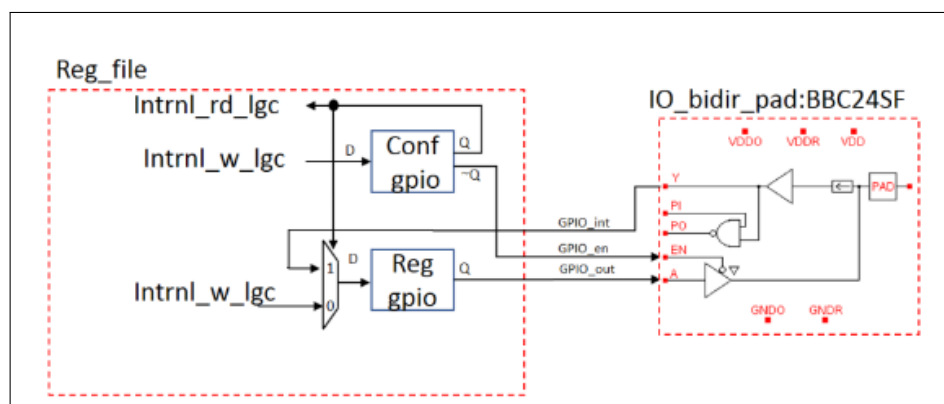 Reg_file
Intrnl_rd_lgc
Intrnl_w_lgc
D
Conf
gpio
Q
~Q
1
0
D
Reg
gpio
Q
Intrnl_w_lgc
GPIO_int
GPIO_en
GPIO_out
IO_bidir_pad:BBC24SF
VDDO
VDDR
VDD
Y
PAD
PI
PO
EN
A
GNDO
GNDR